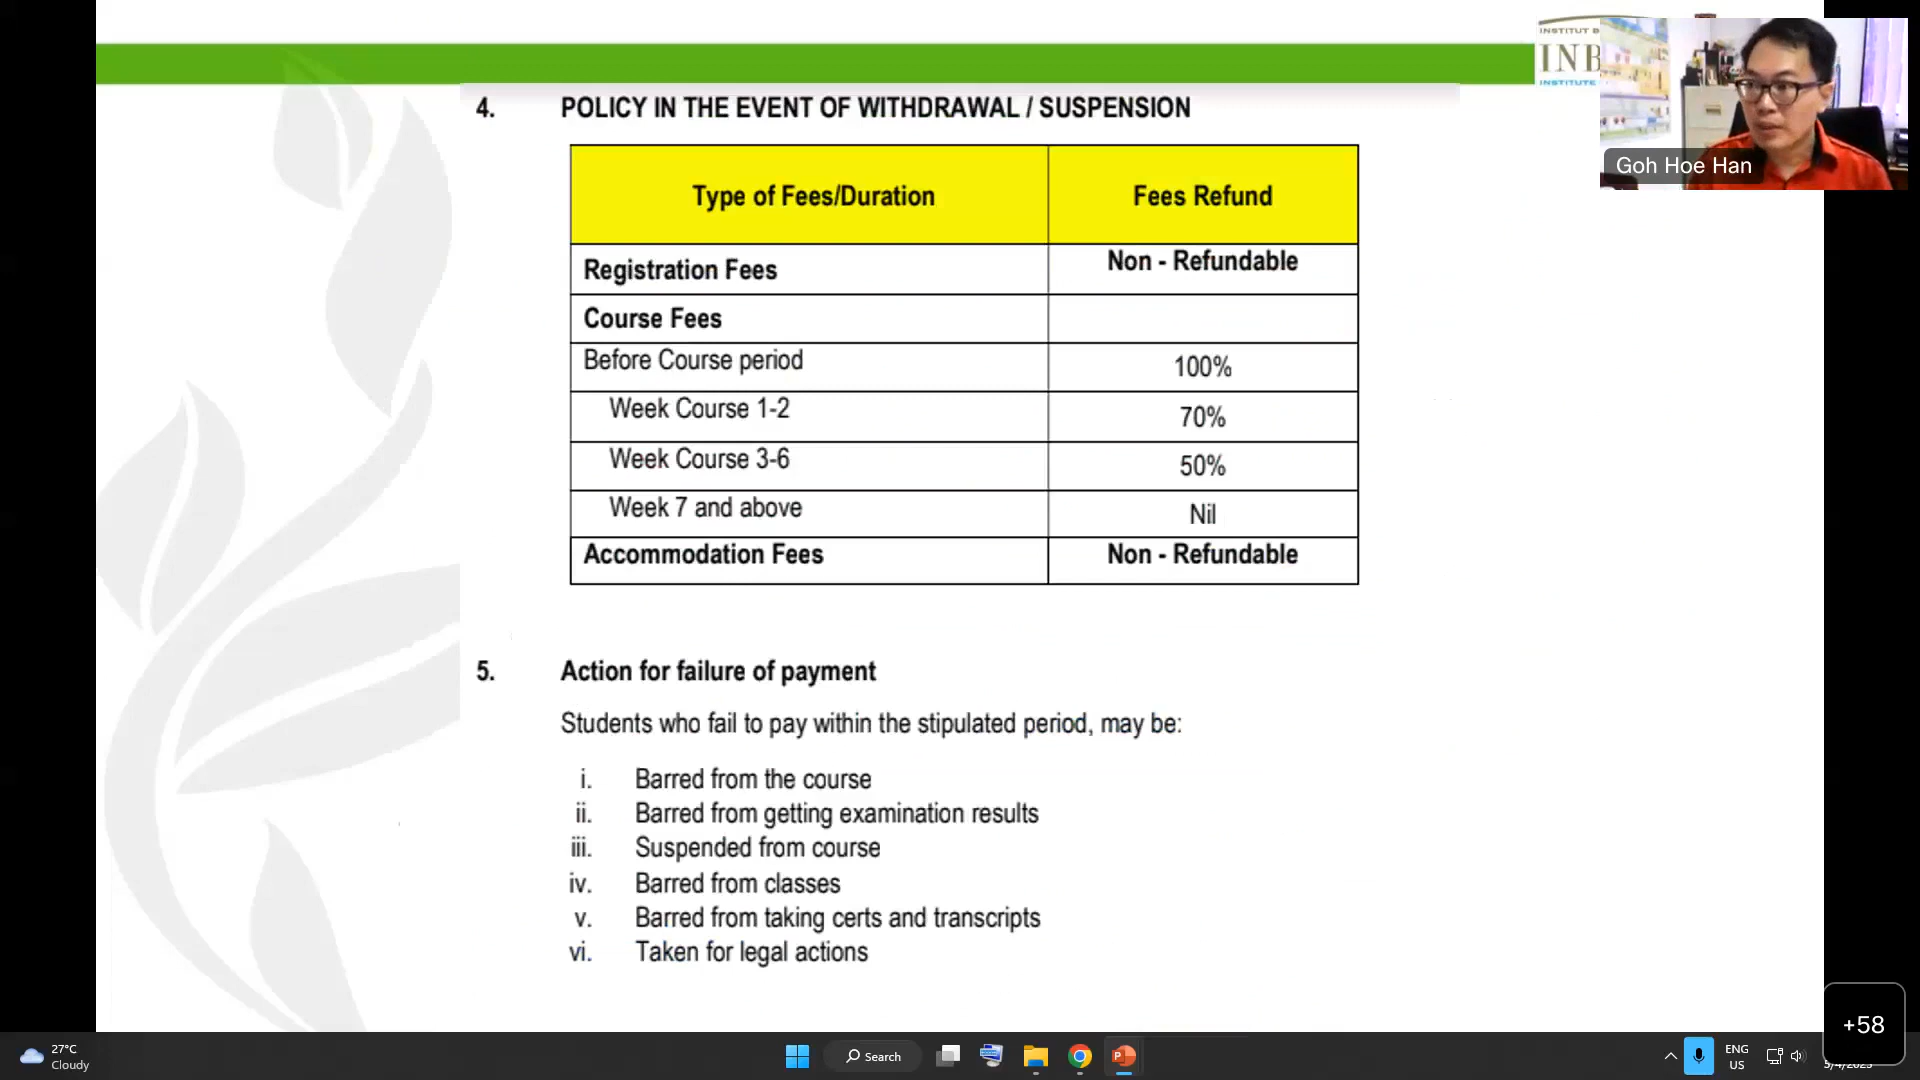 INSTITUT B
INB
INSTITUTE
Goh Hoe Han
4. POLICY IN THE EVENT OF WITHDRAWAL / SUSPENSION
Type of Fees/Duration Fees Refund
Registration Fees Non - Refundable
Course Fees
Before Course period 100%
Week Course 1-2 70%
Week Course 3-6 50%
Week 7 and above Nil
Accommodation Fees Non - Refundable
5. Action for failure of payment
Students who fail to pay within the stipulated period, may be:
i. Barred from the course
ii. Barred from getting examination results
iii. Suspended from course
iv. Barred from classes
v. Barred from taking certs and transcripts
vi. Taken for legal actions
+58
27°C
Cloudy
Search
ENG
US